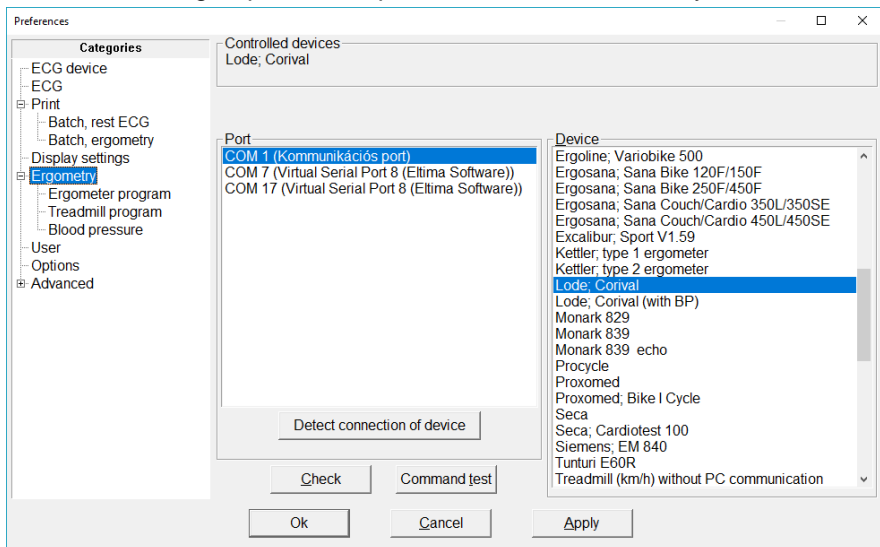 Preferences
Categories
ECG device
ECG
Print
Batch, rest ECG
Batch, ergometry
Display settings
Ergometry
Ergometer program
Treadmill program
Blood pressure
User
Options
Advanced
Controlled devices
Lode; Corival
Port
COM 1 (Kommunikációs port)
COM 7 (Virtual Serial Port 8 (Eltima Software))
COM 17 (Virtual Serial Port 8 (Eltima Software))
Detect connection of device
Check
Command test
Device
Ergoline; Variobike 500
Ergosana; Sana Bike 120F/150F
Ergosana; Sana Bike 250F/450F
Ergosana; Sana Couch/Cardio 350L/350SE
Ergosana; Sana Couch/Cardio 450L/450SE
Excalibur; Sport V1.59
Kettler; type 1 ergometer
Kettler; type 2 ergometer
Lode; Corival
Lode; Corival (with BP)
Monark 829
Monark 839
Monark 839 echo
Procycle
Proxomed
Proxomed; Bike I Cycle
Seca
Seca; Cardiotest 100
Siemens; EM 840
Tunturi E60R
Treadmill (km/h) without PC communication
Ok
Cancel
Apply